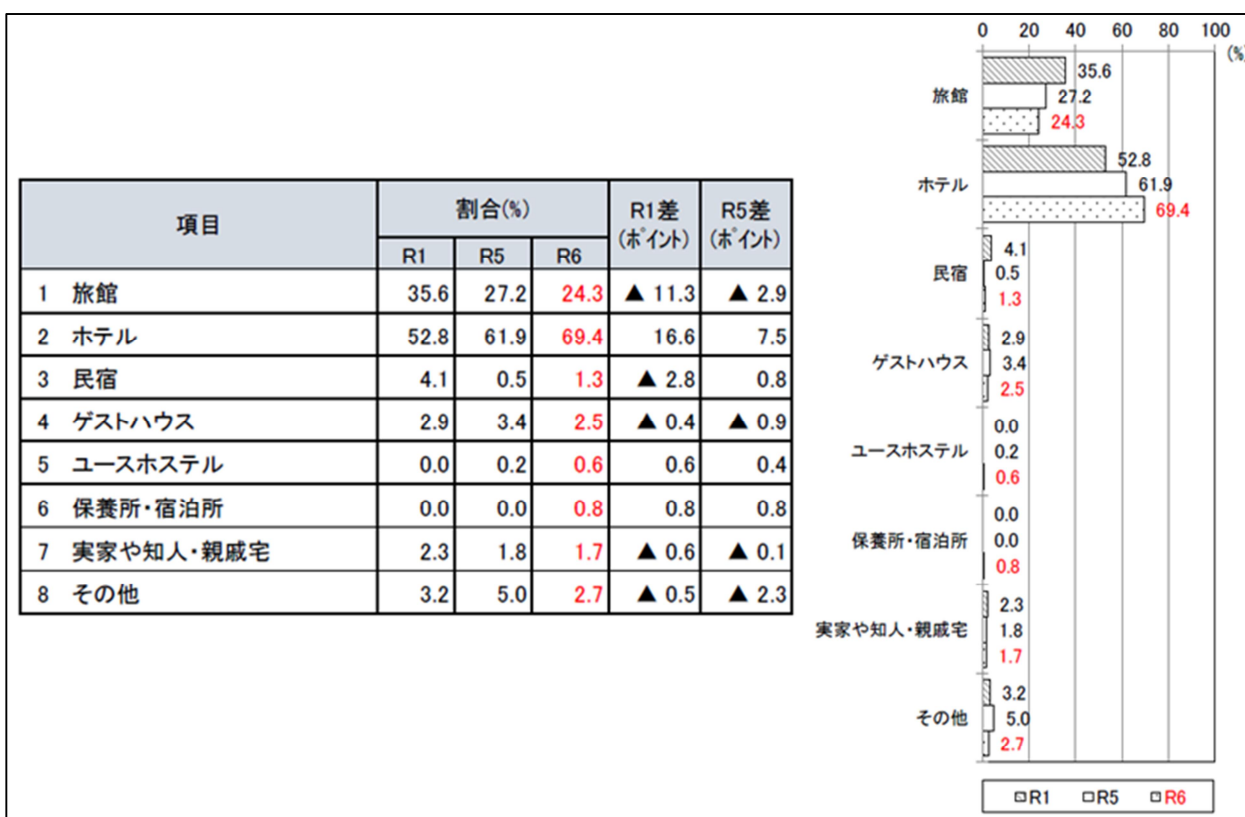 項目 割合(%) R1差(ポイント) R5差(ポイント)
R1 R5 R6
1 旅館 35.6 27.2 24.3 ▲ 11.3 ▲ 2.9
2 ホテル 52.8 61.9 69.4 16.6 7.5
3 民宿 4.1 0.5 1.3 ▲ 2.8 0.8
4 ゲストハウス 2.9 3.4 2.5 ▲ 0.4 ▲ 0.9
5 ユースホステル 0.0 0.2 0.6 0.6 0.4
6 保養所・宿泊所 0.0 0.0 0.8 0.8 0.8
7 実家や知人・親戚宅 2.3 1.8 1.7 ▲ 0.6 ▲ 0.1
8 その他 3.2 5.0 2.7 ▲ 0.5 ▲ 2.3
0 20 40 60 80 100
(%)
35.6
旅館 27.2
24.3
52.8
ホテル 61.9
69.4
4.1
民宿 0.5
1.3
2.9
ゲストハウス 3.4
2.5
0.0
ユースホステル 0.2
0.6
0.0
保養所・宿泊所 0.0
0.8
2.3
実家や知人・親戚宅 1.8
1.7
3.2
その他 5.0
2.7
R1 R5 R6